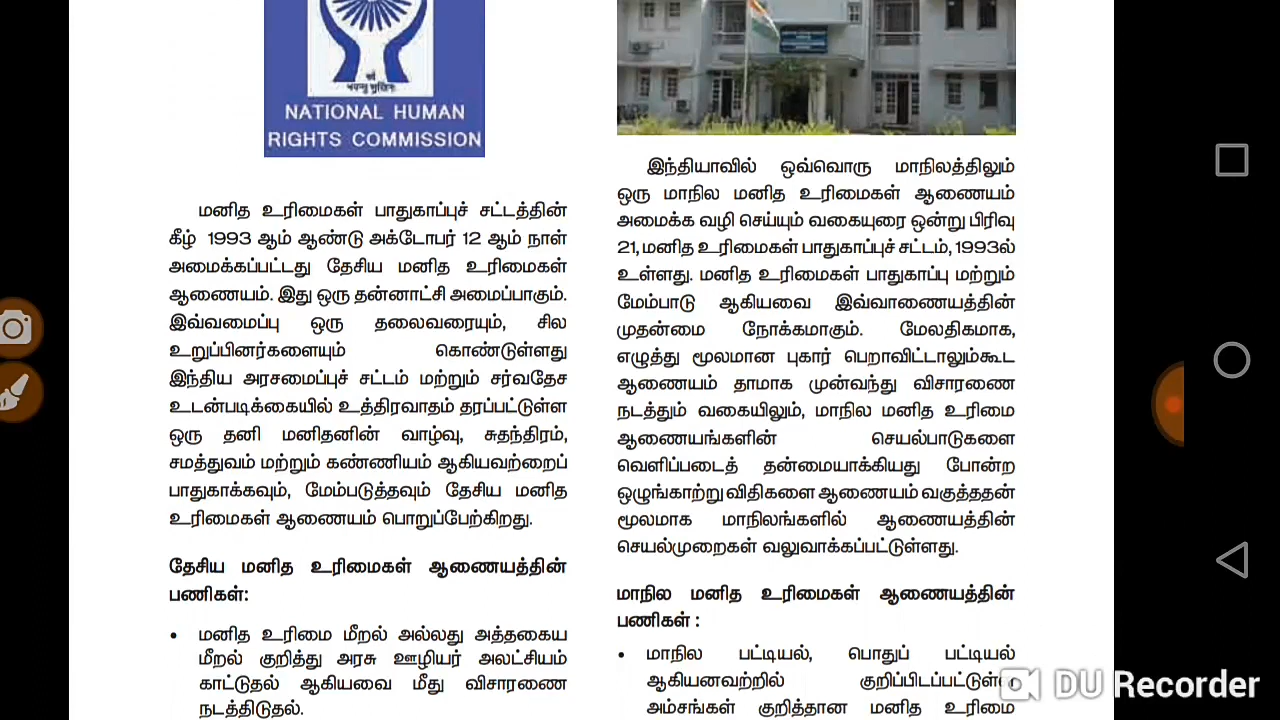 NATIONAL HUMAN
RIGHTS COMMISSION
மனித உரிமைகள் பாதுகாப்புச் சட்டத்தின்
கீழ் 1993 ஆம் ஆண்டு அக்டோபர் 12 ஆம் நாள்
அமைக்கப்பட்டது தேசிய மனித உரிமைகள்
ஆணையம். இது ஒரு தன்னாட்சி அமைப்பாகும்.
இவ்வமைப்பு ஒரு தலைவரையும், சில
உறுப்பினர்களையும் கொண்டுள்ளது
இந்திய அரசமைப்புச் சட்டம் மற்றும் சர்வதேச
உடன்படிக்கையில் உத்திரவாதம் தரப்பட்டுள்ள
ஒரு தனி மனிதனின் வாழ்வு, சுதந்திரம்,
சமத்துவம் மற்றும் கண்ணியம் ஆகியவற்றைப்
பாதுகாக்கவும், மேம்படுத்தவும் தேசிய மனித
உரிமைகள் ஆணையம் பொறுப்பேற்கிறது.
தேசிய மனித உரிமைகள் ஆணையத்தின்
பணிகள்:
• மனித உரிமை மீறல் அல்லது அத்தகைய
மீறல் குறித்து அரசு ஊழியர் அலட்சியம்
காட்டுதல் ஆகியவை மீது விசாரணை
நடத்திடுதல்.
இந்தியாவில் ஒவ்வொரு மாநிலத்திலும்
ஒரு மாநில மனித உரிமைகள் ஆணையம்
அமைக்க வழி செய்யும் வகையுரை ஒன்று பிரிவு
21, மனித உரிமைகள் பாதுகாப்புச் சட்டம், 1993ல்
உள்ளது. மனித உரிமைகள் பாதுகாப்பு மற்றும்
மேம்பாடு ஆகியவை இவ்வாணையத்தின்
முதன்மை நோக்கமாகும். மேலதிகமாக,
எழுத்து மூலமான புகார் பெறாவிட்டாலும்கூட
ஆணையம் தாமாக முன்வந்து விசாரணை
நடத்தும் வகையிலும், மாநில மனித உரிமை
ஆணையங்களின் செயல்பாடுகளை
வெளிப்படைத் தன்மையாக்கியது போன்ற
ஒழுங்காற்று விதிகளை ஆணையம் வகுத்ததன்
மூலமாக மாநிலங்களில் ஆணையத்தின்
செயல்முறைகள் வலுவாக்கப்பட்டுள்ளது.
மாநில மனித உரிமைகள் ஆணையத்தின்
பணிகள் :
• மாநில பட்டியல், பொதுப் பட்டியல்
ஆகியனவற்றில் குறிப்பிடப்பட்டுள்ள
அம்சங்கள் குறித்தான மனித உரிமை
DU Recorder